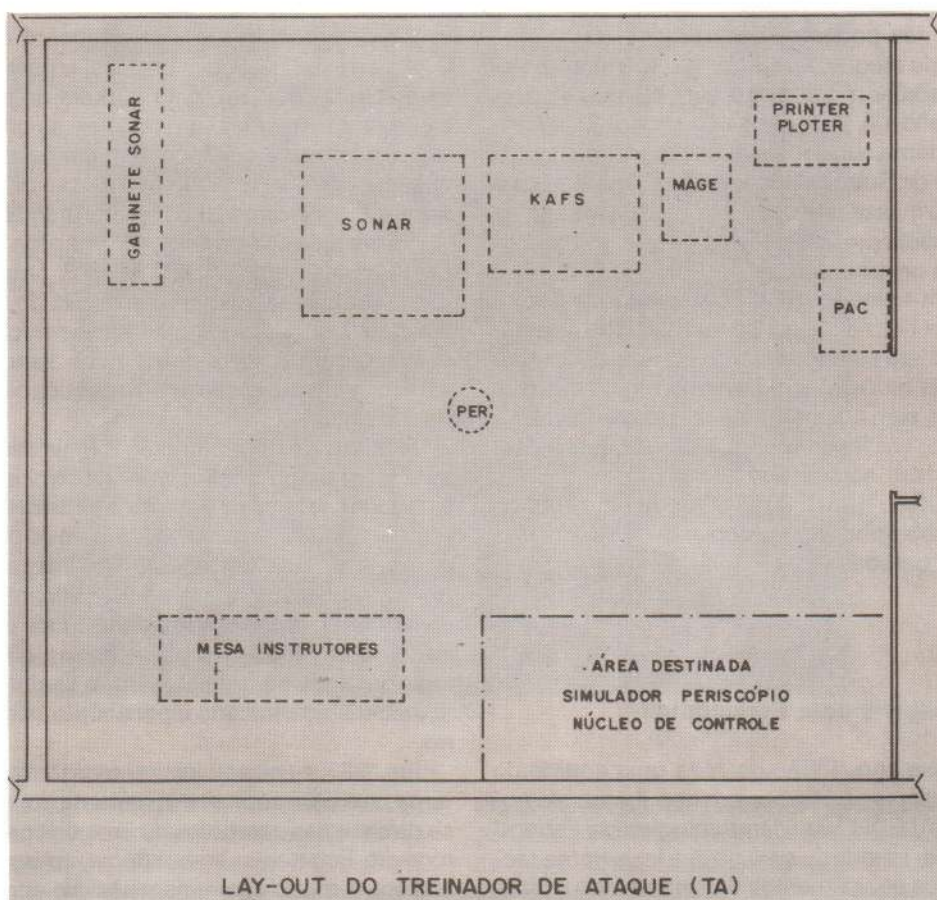 GABINETE SONAR
SONAR
KAFS
MAGE
PRINTER
PLOTER
PAC
PER
MESA INSTRUTORES
ÁREA DESTINADA
SIMULADOR PERISCÓPIO
NÚCLEO DE CONTROLE
LAY-OUT DO TREINADOR DE ATAQUE (TA)